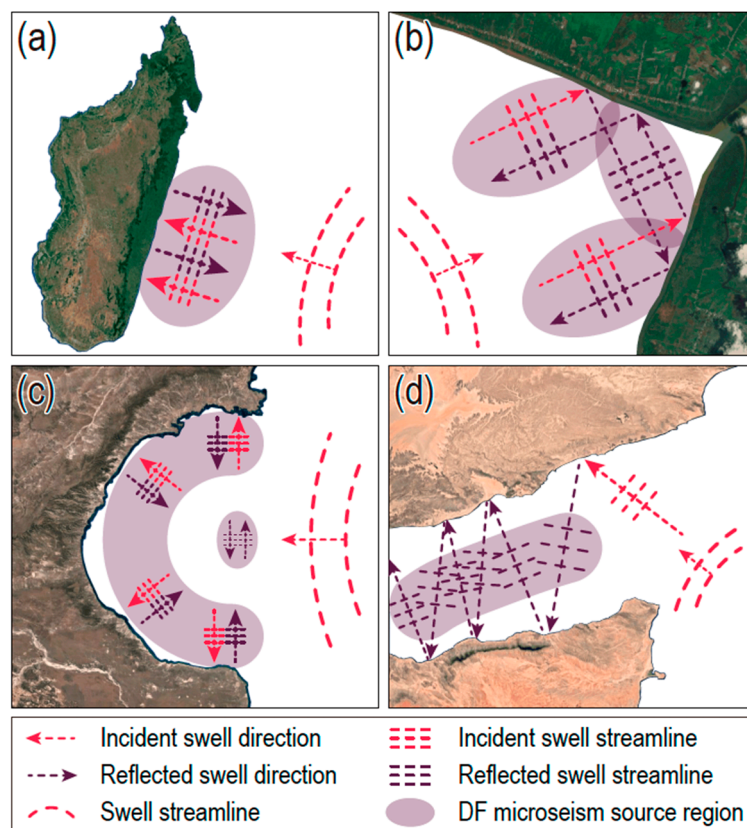 (a)
(b)
(c)
(d)
Incident swell direction
Incident swell streamline
Reflected swell direction
Reflected swell streamline
Swell streamline
DF microseism source region